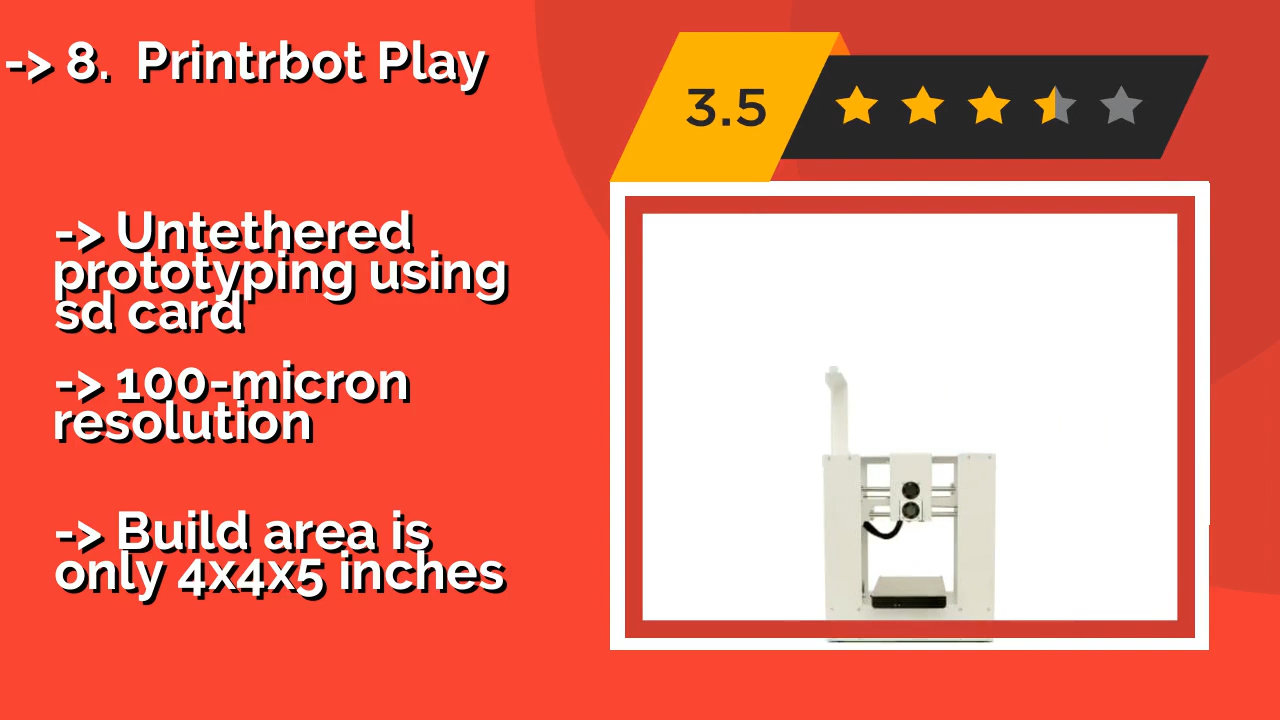 -> 8.  Printrbot Play
3.5
-> Untethered
prototyping using
sd card
-> 100-micron
resolution
-> Build area is
only 4x4x5 inches